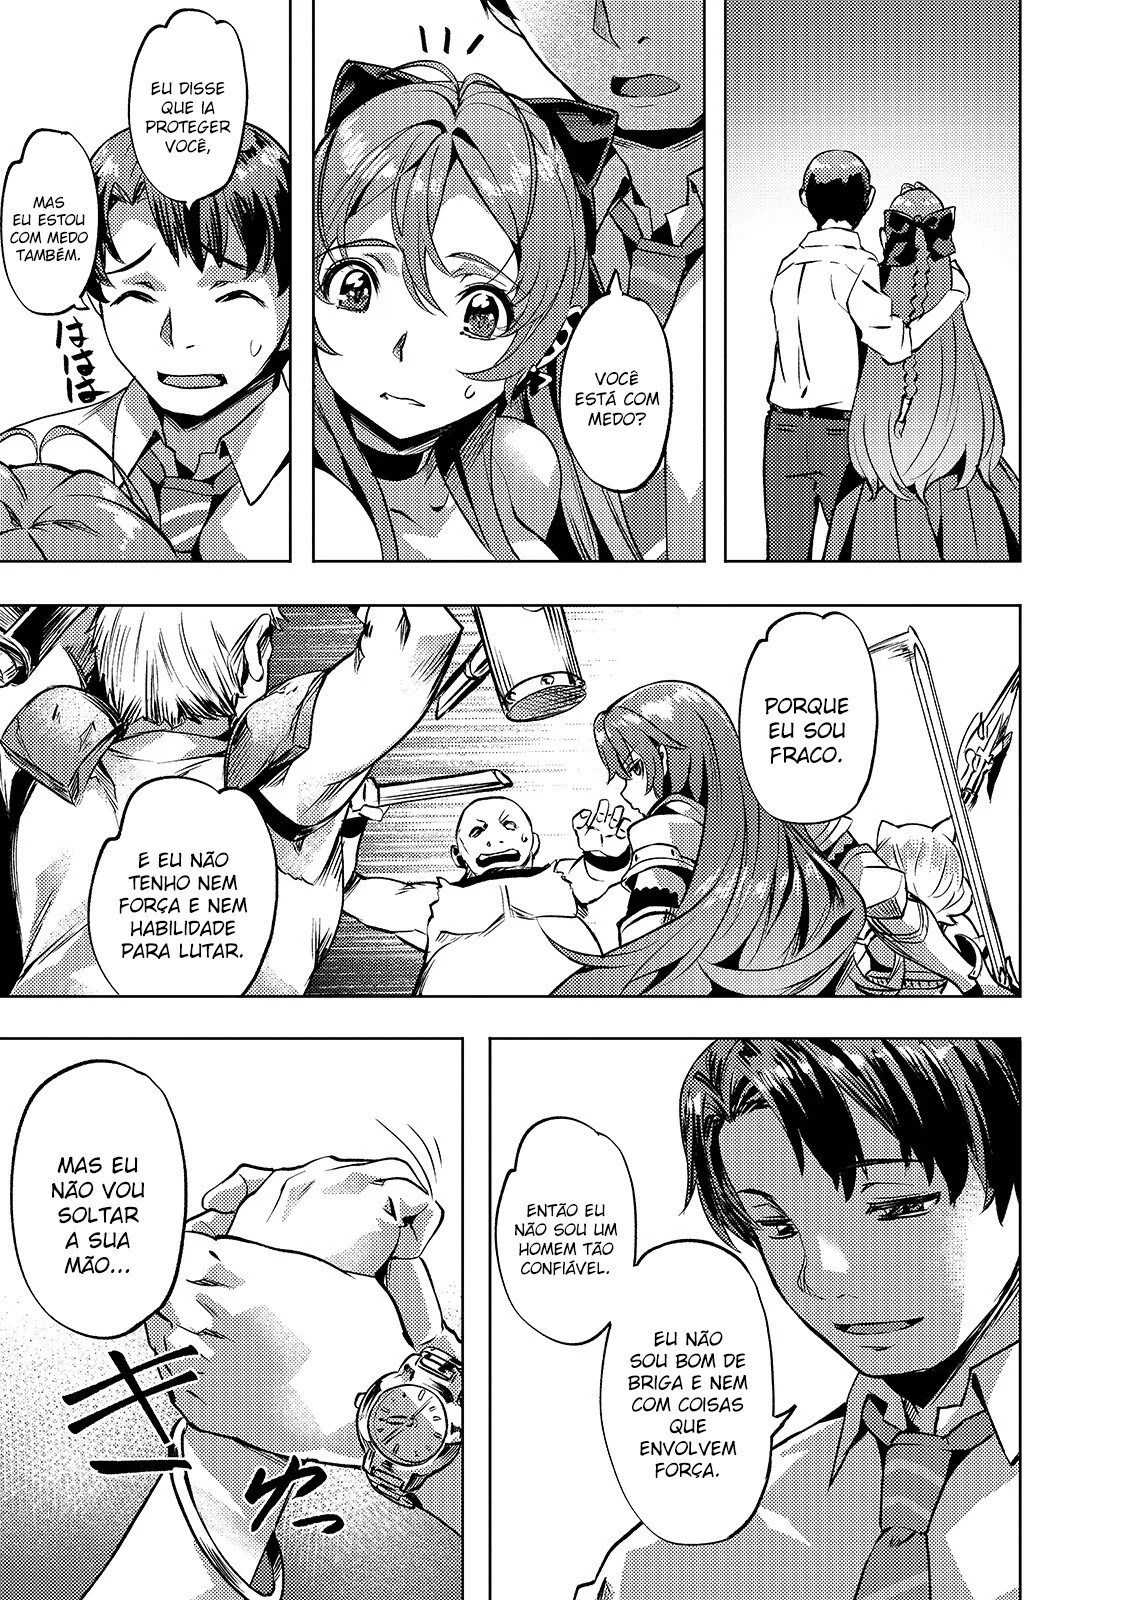 VOCÊ
ESTÁ COM
MEDO?
EU DISSE
QUE IA
PROTEGER
VOCÊ,
MAS
EU ESTOU
COM MEDO
TAMBÉM.
ははは
PORQUE
EU SOU
FRACO.
E EU NÃO
TENHO NEM
FORÇA E NEM
HABILIDADE
PARA LUTAR.
ENTÃO EU
NÃO SOU UM
HOMEM TÃO
CONFIÁVEL.
EU NÃO
SOU BOM DE
BRIGA E NEM
COM COISAS
QUE
ENVOLVEM
FORÇA.
MAS EU
NÃO VOU
SOLTAR
A SUA
MÃO...
ギ
ゅっ